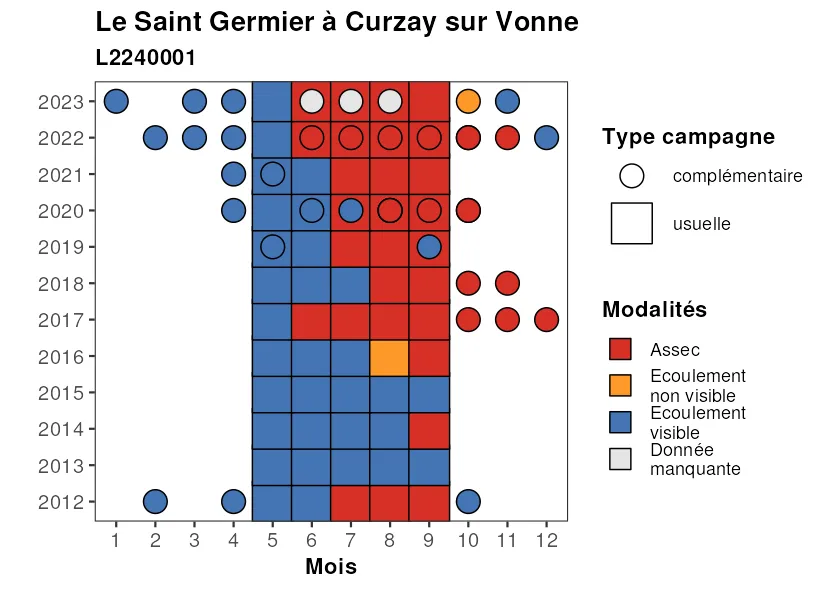 Le Saint Germier à Curzay sur Vonne
L2240001
2023
2022
2021
2020
2019
2018
2017
2016
2015
2014
2013
2012
1 2 3 4 5 6 7 8 9 10 11 12
Mois
Type campagne
complémentaire
usuelle
Modalités
Assec
Ecoulement
non visible
Ecoulement
visible
Donnée
manquante